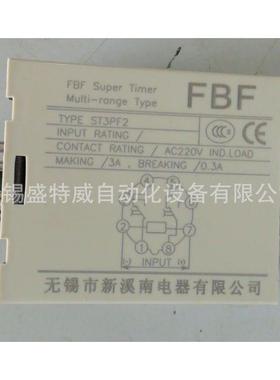 FBF Super Timer
Multi-range Type
FBF
TYPE ST3PF2
INPUT RATING /
CONTACT RATING / AC220V IND.LOAD
MAKING /3A , BREAKING /0.3A
锡盛特威自动化设备有限公
(-) INPUT (+)
无锡市新溪南电器有限公司